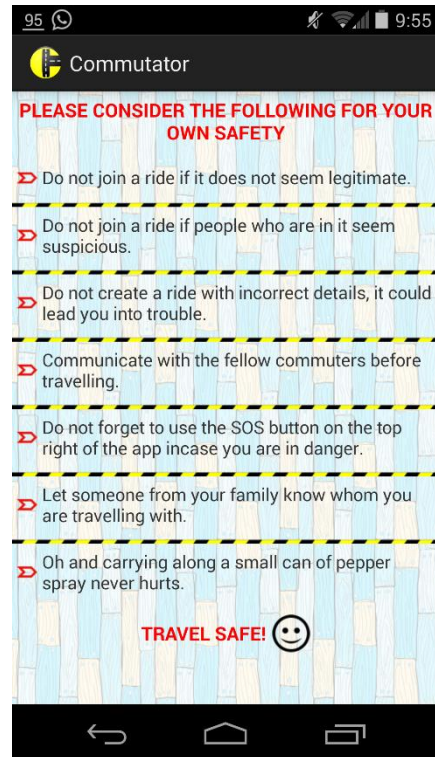 95 9:55
Commutator
PLEASE CONSIDER THE FOLLOWING FOR YOUR
OWN SAFETY
Do not join a ride if it does not seem legitimate.
Do not join a ride if people who are in it seem
suspicious.
Do not create a ride with incorrect details, it could
lead you into trouble.
Communicate with the fellow commuters before
travelling.
Do not forget to use the SOS button on the top
right of the app incase you are in danger.
Let someone from your family know whom you
are travelling with.
Oh and carrying along a small can of pepper
spray never hurts.
TRAVEL SAFE!